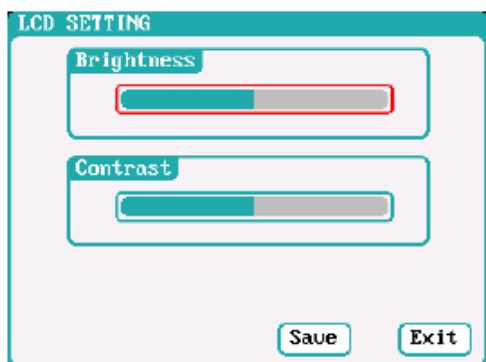 LCD SETTING
Brightness
Contrast
Save
Exit